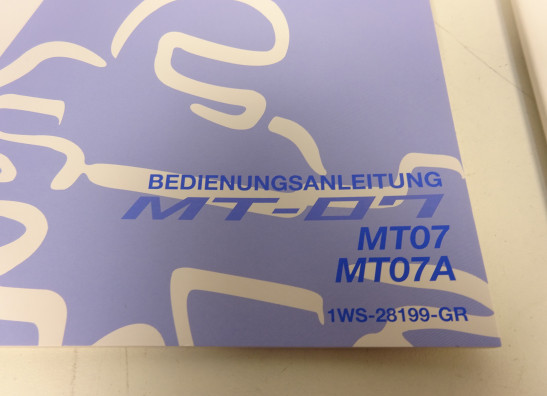 BEDIENUNGSANLEITUNG
MT-07
MT07
MT07A
1WS-28199-GR